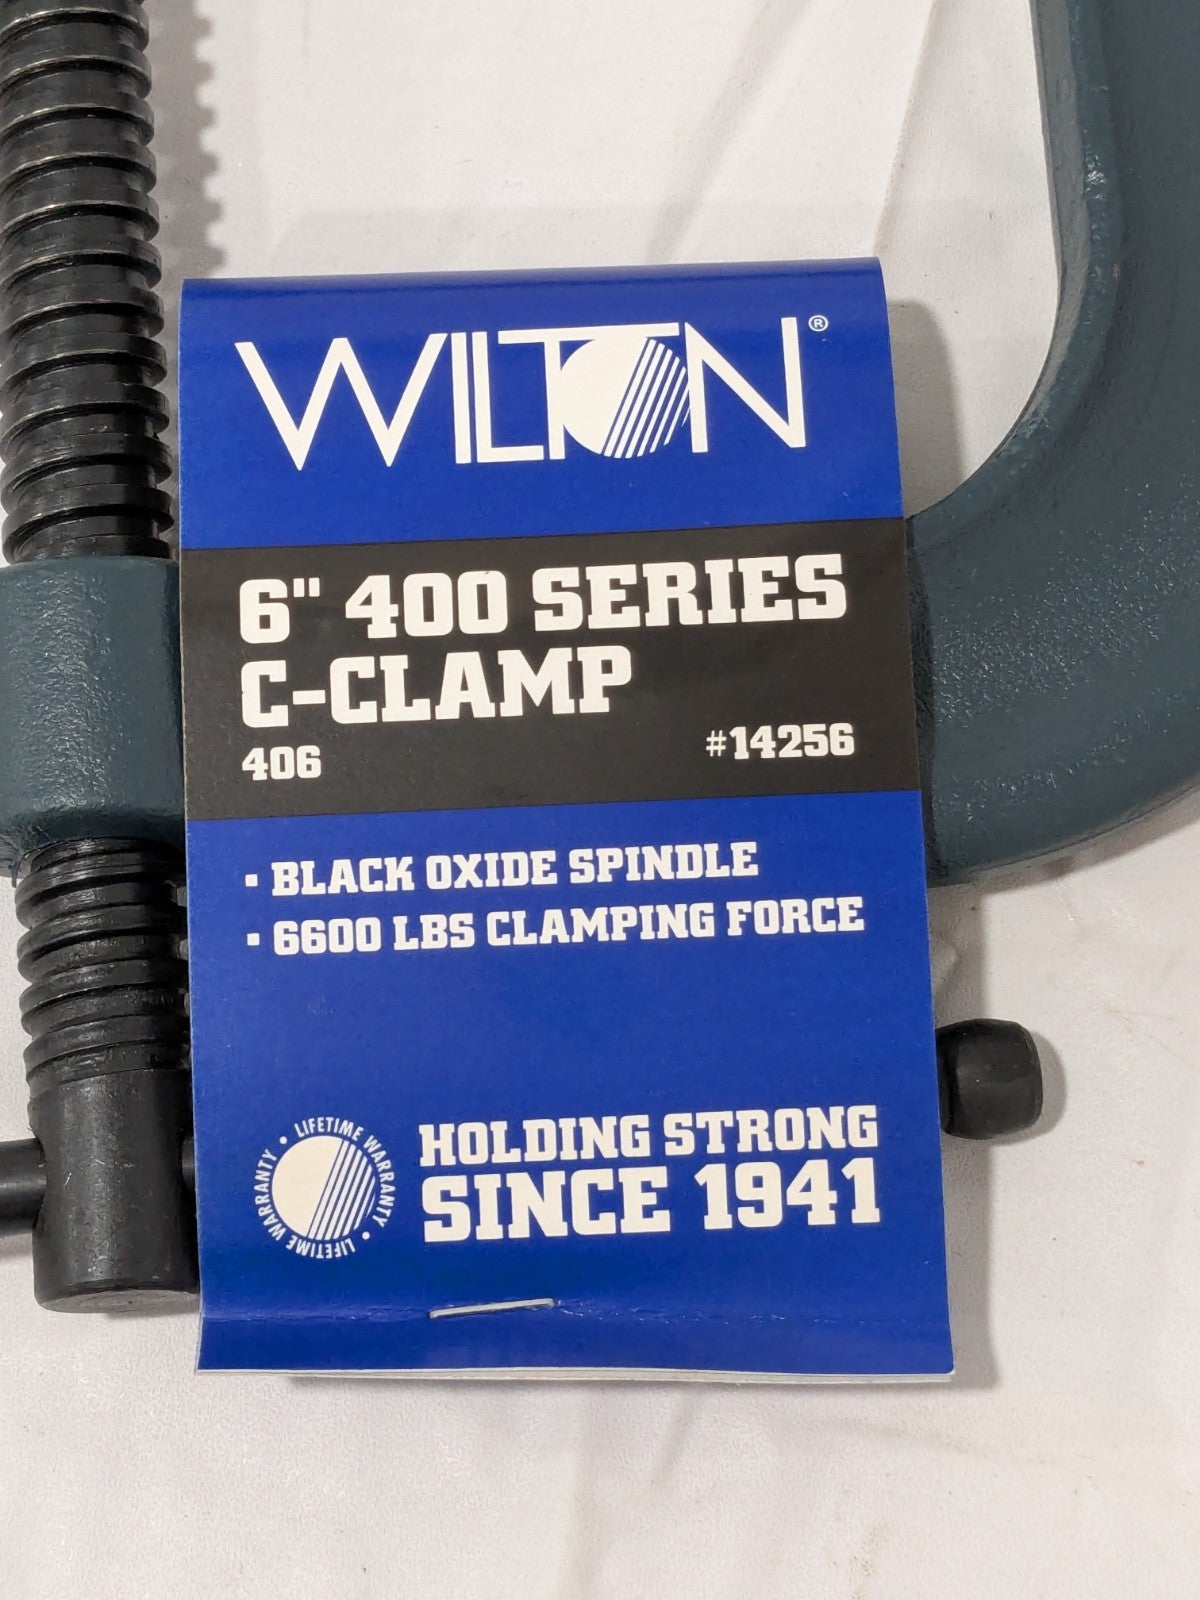 WILTON®
6" 400 SERIES
C-CLAMP
406 #14256
· BLACK OXIDE SPINDLE
· 6600 LBS CLAMPING FORCE
LIFETIME WARRANTY • LIFETIME WARRANTY •
HOLDING STRONG
SINCE 1941